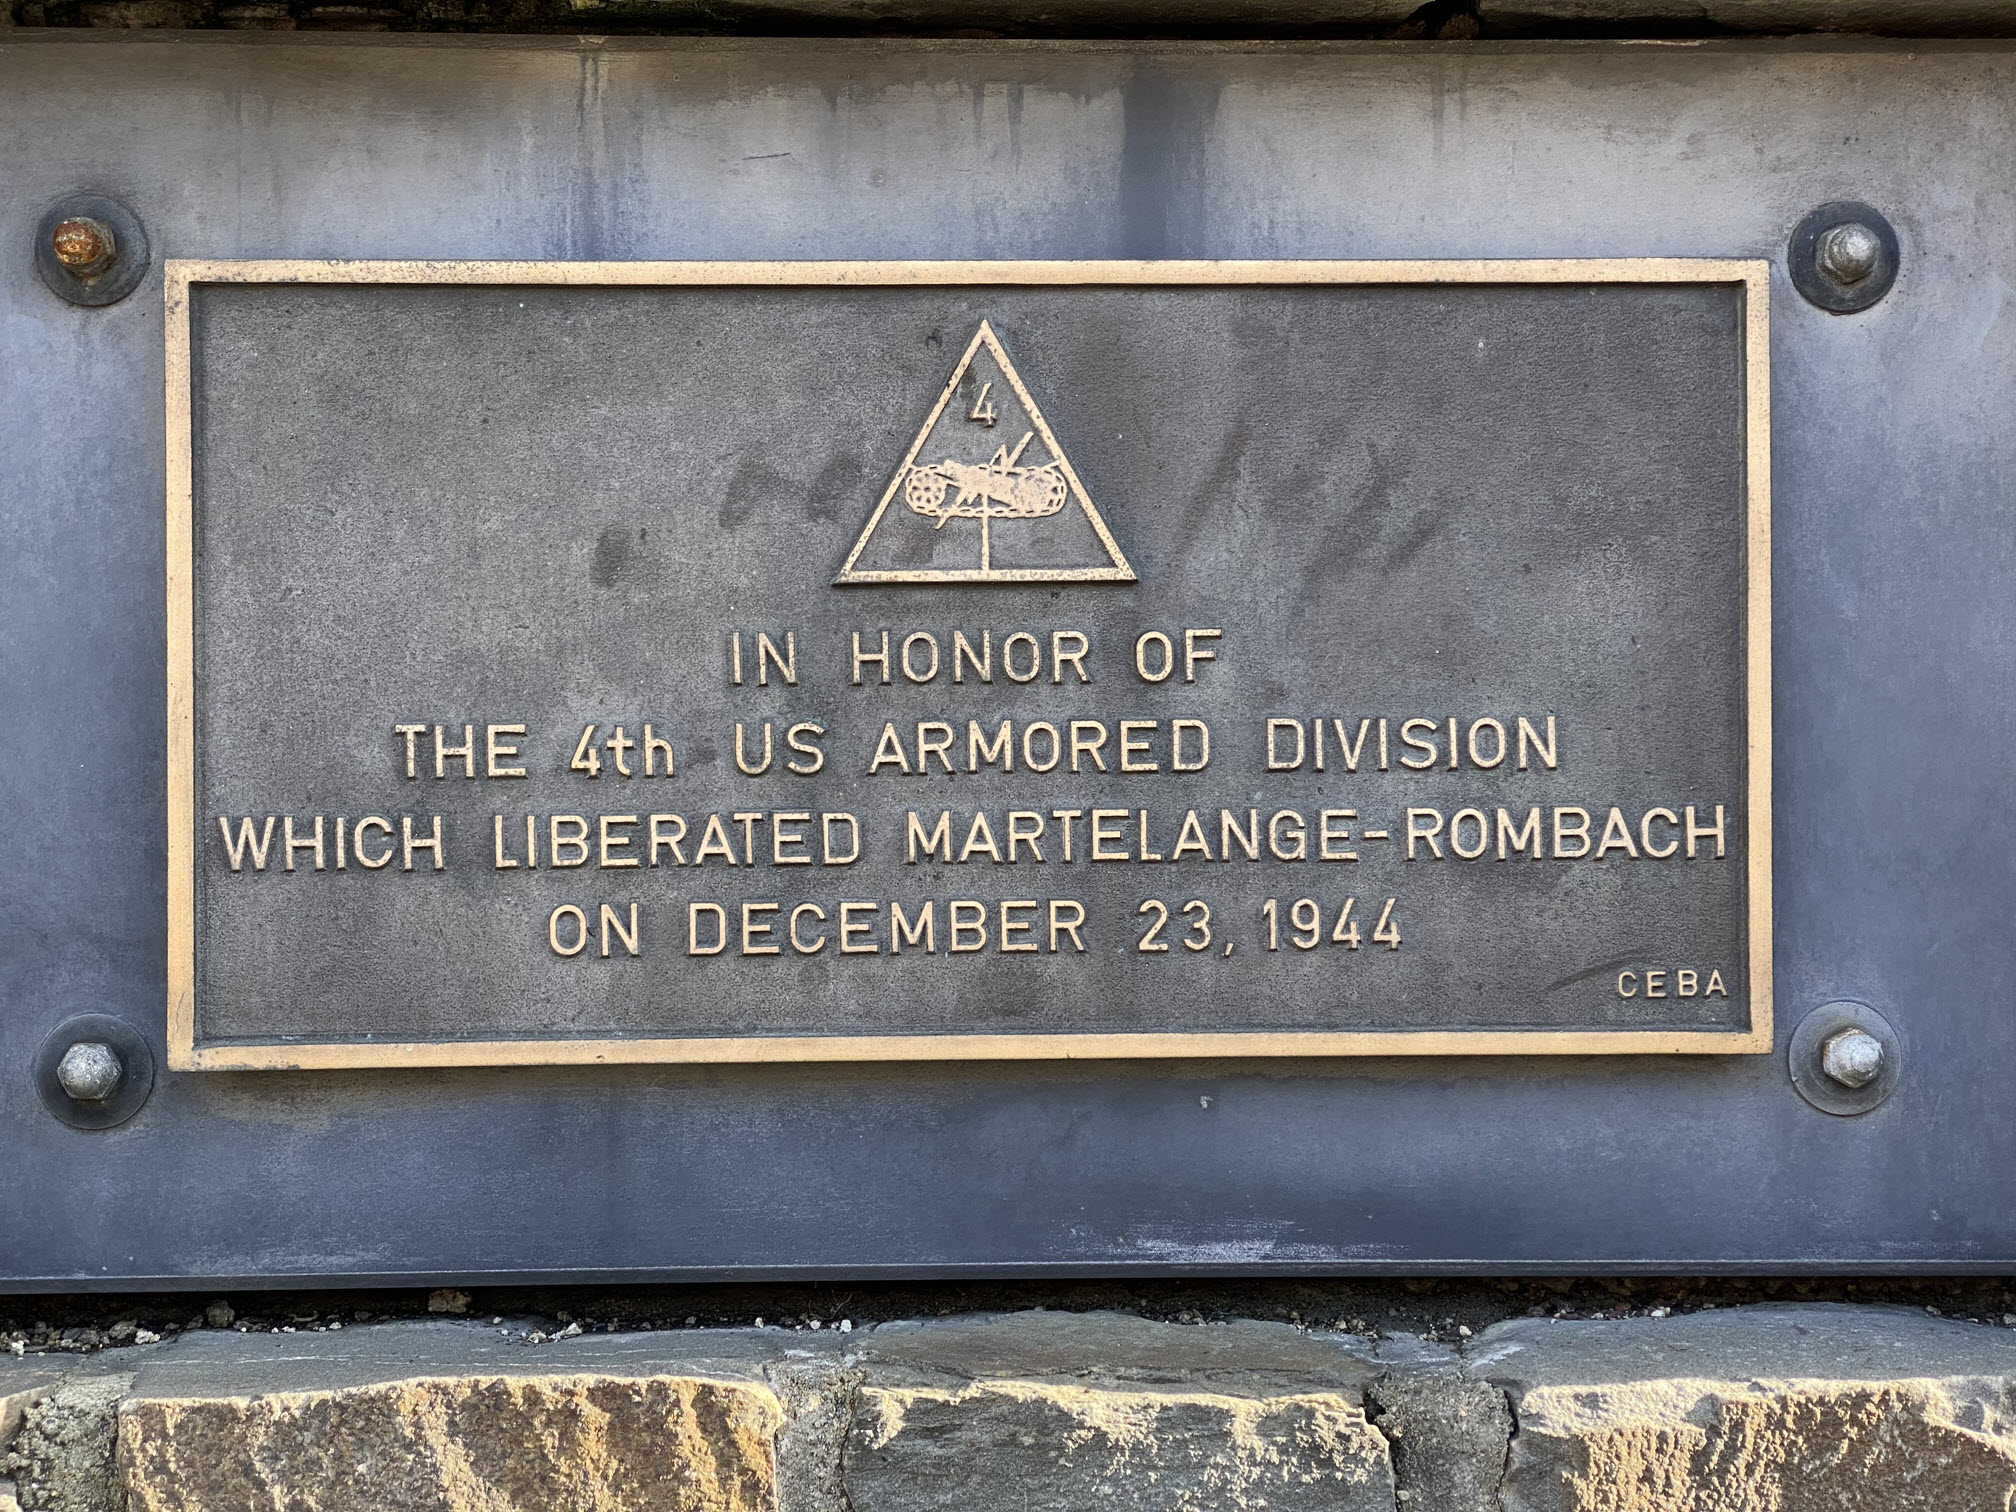 4
IN HONOR OF
THE 4th US ARMORED DIVISION
WHICH LIBERATED MARTELANGE-ROMBACH
ON DECEMBER 23, 1944
CEBA